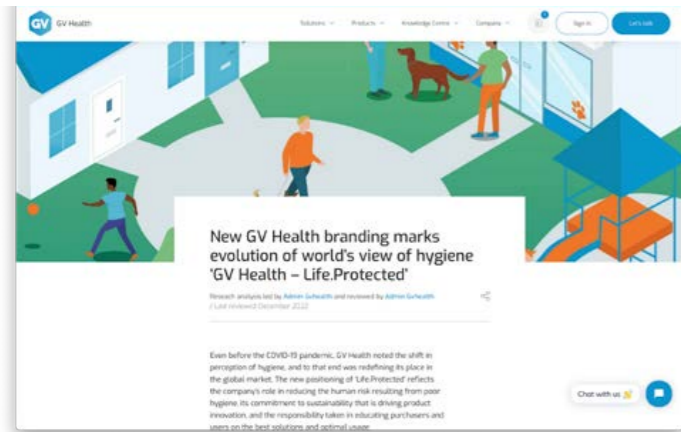 GV GV Health
Solutions Products Knowledge Centre Company Sign in Let's talk
New GV Health branding marks
evolution of world's view of hygiene
'GV Health – Life.Protected'
Research analysis led by Admin Gvhealth and reviewed by Admin Gvhealth
/ Last reviewed December 2022
Even before the COVID-19 pandemic, GV Health noted the shift in
perception of hygiene, and to that end was redefining its place in
the global market. The new positioning of 'Life.Protected' reflects
the company's role in reducing the human risk resulting from poor
hygiene, its commitment to sustainability that is driving product
innovation, and the responsibility taken in educating purchasers and
users on the best solutions and optimal usage
Chat with us 👋